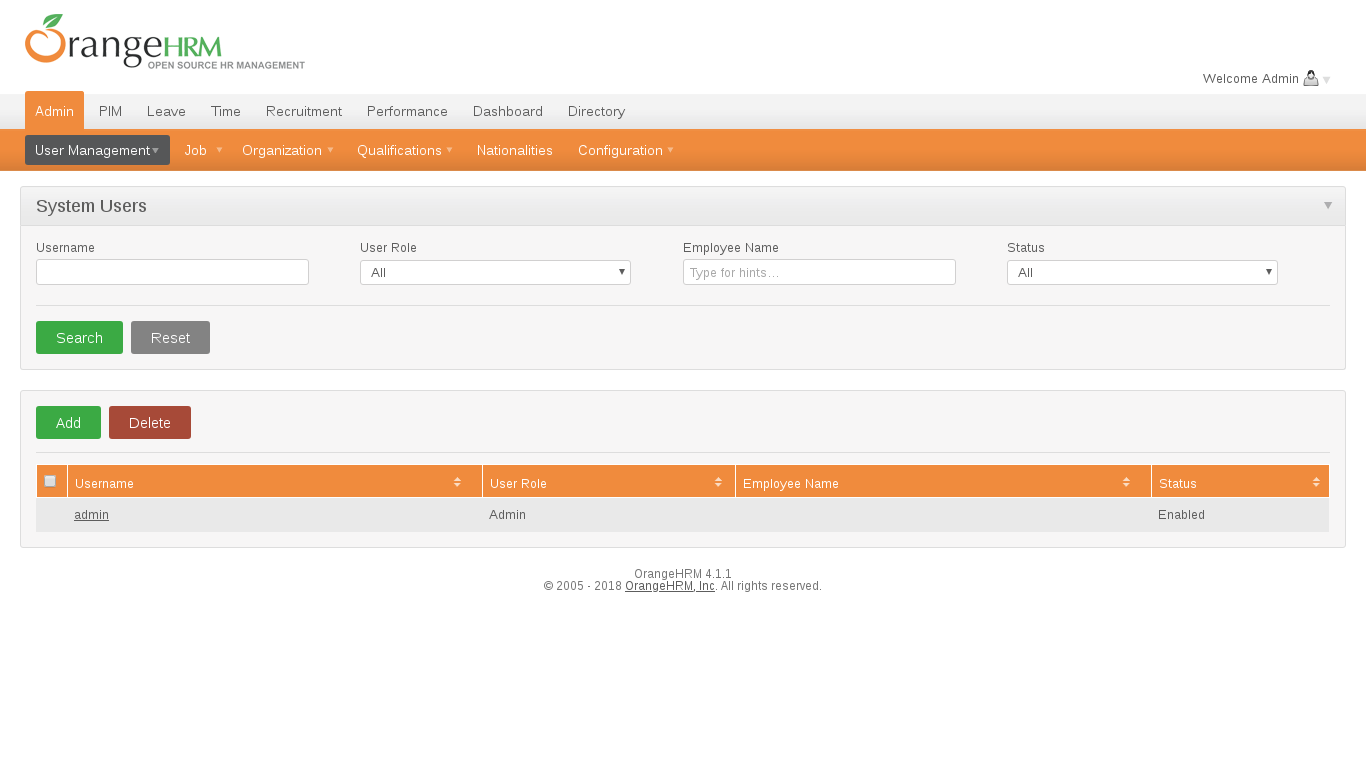 OrangeHRM
OPEN SOURCE HR MANAGEMENT
Welcome Admin
Admin PIM Leave Time Recruitment Performance Dashboard Directory
User Management Job Organization Qualifications Nationalities Configuration
System Users
Username User Role Employee Name Status
All Type for hints... All
Search Reset
Add Delete
Username User Role Employee Name Status
admin Admin Enabled
OrangeHRM 4.1.1
© 2005 - 2018 OrangeHRM, Inc. All rights reserved.